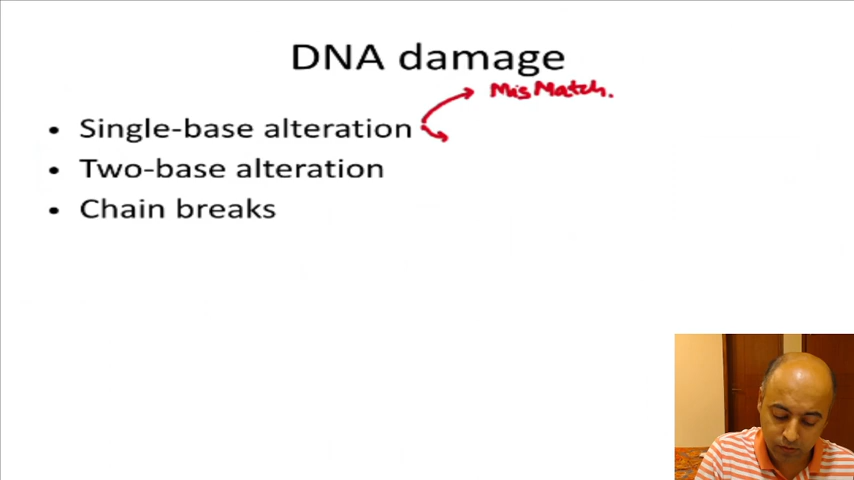 DNA damage
MisMatch.
• Single-base alteration
• Two-base alteration
• Chain breaks